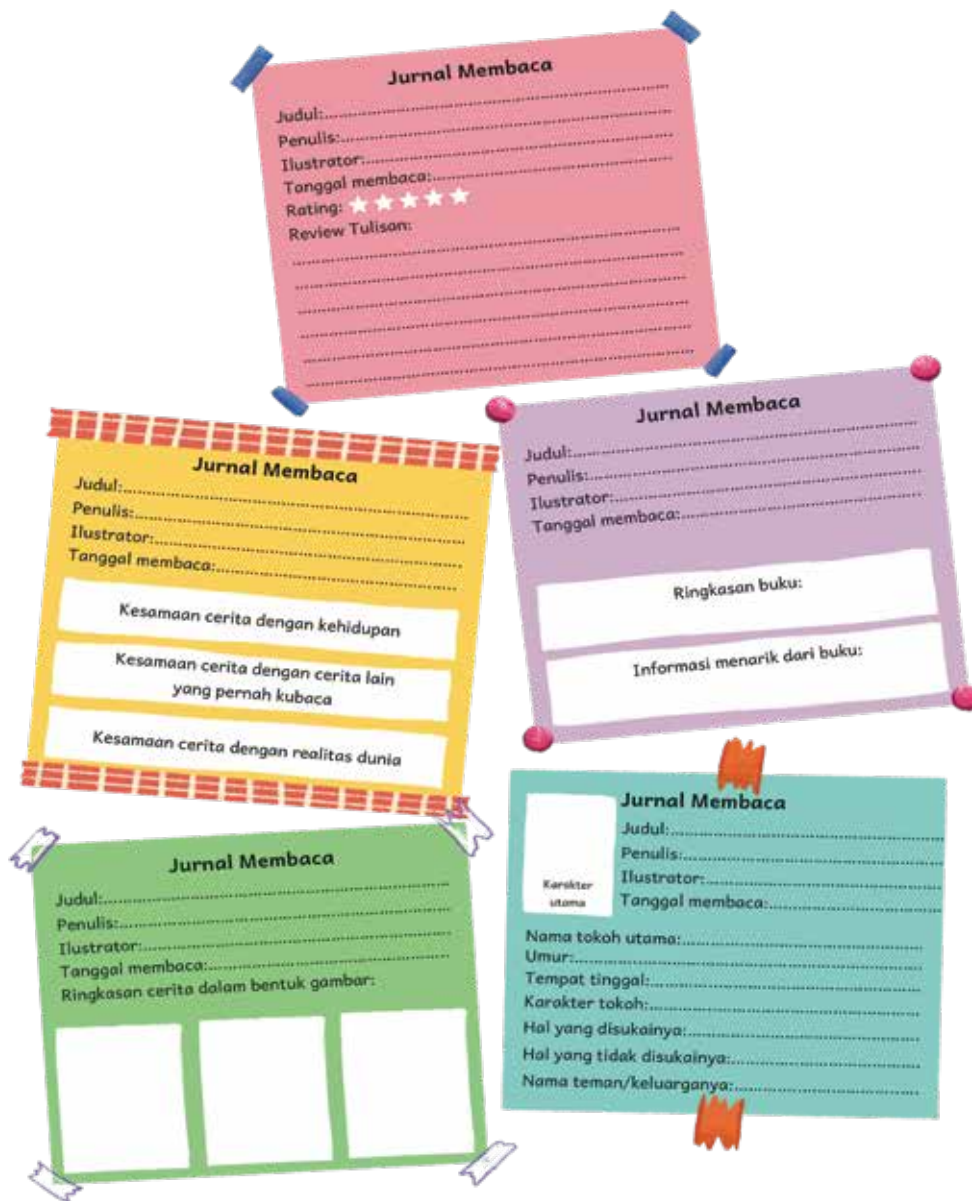 Jurnal Membaca
Judul:..........................................................
Penulis:..........................................................
Ilustrator:..........................................................
Tanggal membaca:..........................................
Rating: ★★★★★
Review Tulisan:
..........................................................
..........................................................
..........................................................
..........................................................
..........................................................
..........................................................
Jurnal Membaca
Judul:..........................................................
Penulis:..........................................................
Ilustrator:..........................................................
Tanggal membaca:..........................................
Kesamaan cerita dengan kehidupan
Kesamaan cerita dengan cerita lain
yang pernah kubaca
Kesamaan cerita dengan realitas dunia
Jurnal Membaca
Judul:..........................................................
Penulis:..........................................................
Ilustrator:..........................................................
Tanggal membaca:..........................................
Ringkasan buku:
Informasi menarik dari buku:
Jurnal Membaca
Judul:..........................................................
Penulis:..........................................................
Ilustrator:..........................................................
Tanggal membaca:..........................................
Ringkasan cerita dalam bentuk gambar:
Jurnal Membaca
Judul:..........................................................
Penulis:..........................................................
Ilustrator:..........................................................
Tanggal membaca:..........................................
Karakter
utama
Nama tokoh utama:..........................................
Umur:..........................................................
Tempat tinggal:..........................................
Karakter tokoh:..........................................
Hal yang disukainya:..........................................
Hal yang tidak disukainya:................................
Nama teman/keluarganya:................................